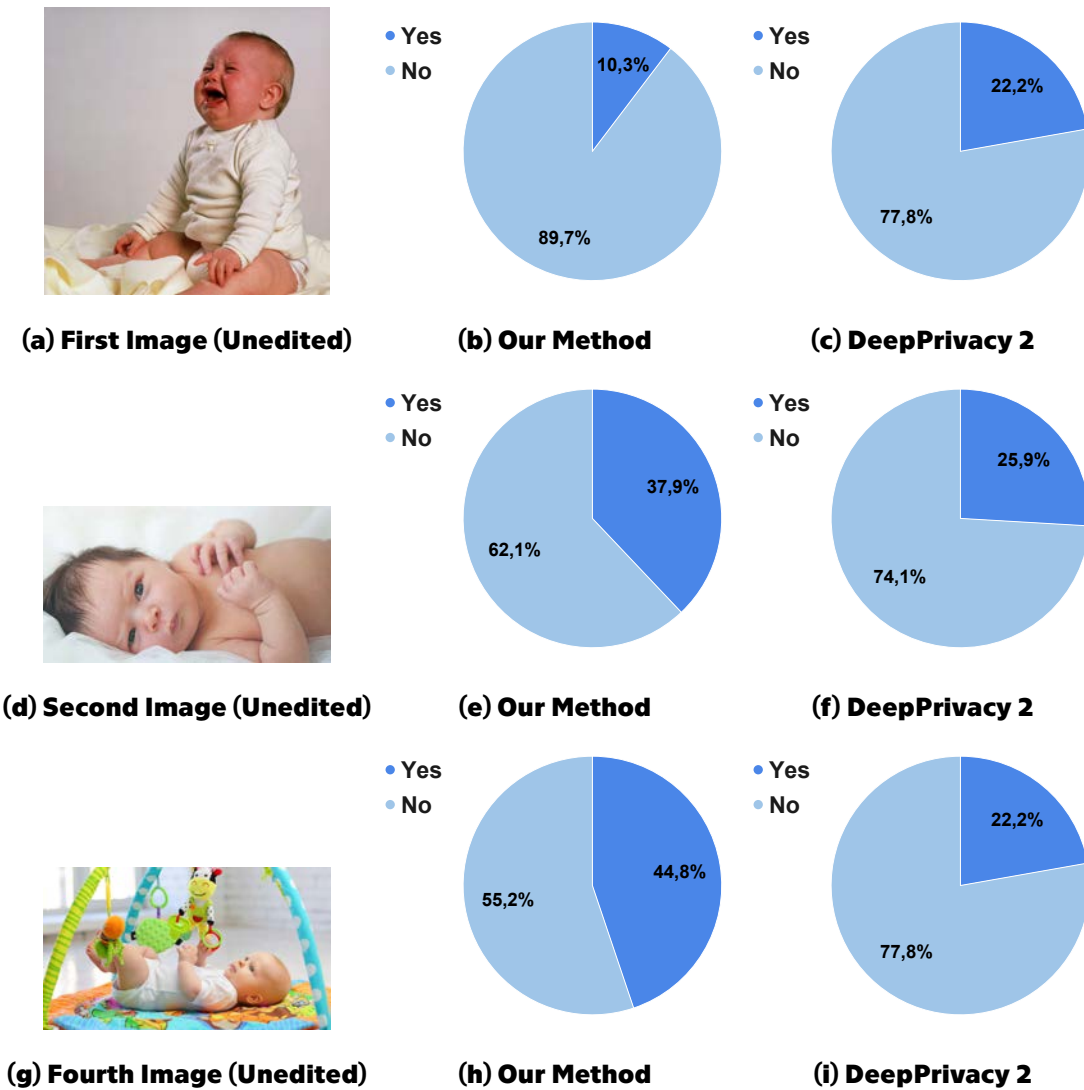 Yes
No
10,3%
89,7%
Yes
No
22,2%
77,8%
(a) First Image (Unedited)
(b) Our Method
(c) DeepPrivacy 2
Yes
No
37,9%
62,1%
Yes
No
25,9%
74,1%
(d) Second Image (Unedited)
(e) Our Method
(f) DeepPrivacy 2
Yes
No
44,8%
55,2%
Yes
No
22,2%
77,8%
(g) Fourth Image (Unedited)
(h) Our Method
(i) DeepPrivacy 2